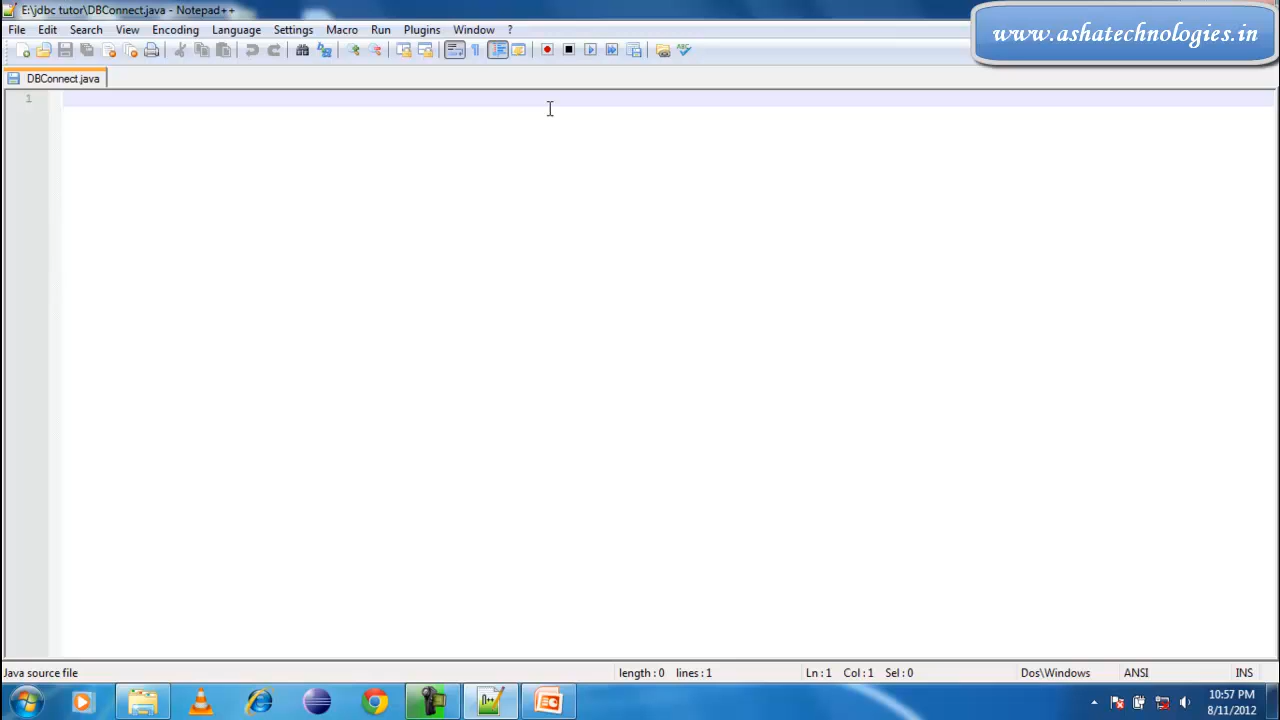 E:\jdbc tutor\DBConnect.java - Notepad++
www.ashatechnologies.in
File Edit Search View Encoding Language Settings Macro Run Plugins Window ?
DBConnect.java
1
Java source file length : 0 lines : 1 Ln : 1 Col : 1 Sel : 0 Dos\Windows ANSI INS
10:57 PM
8/11/2012